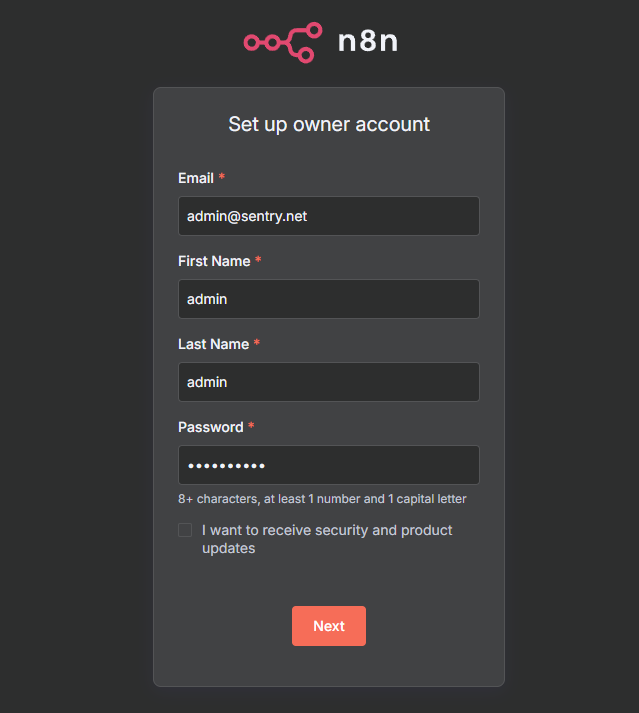 n8n
Set up owner account
Email *
admin@sentry.net
First Name *
admin
Last Name *
admin
Password *
••••••••••
8+ characters, at least 1 number and 1 capital letter
I want to receive security and product
updates
Next